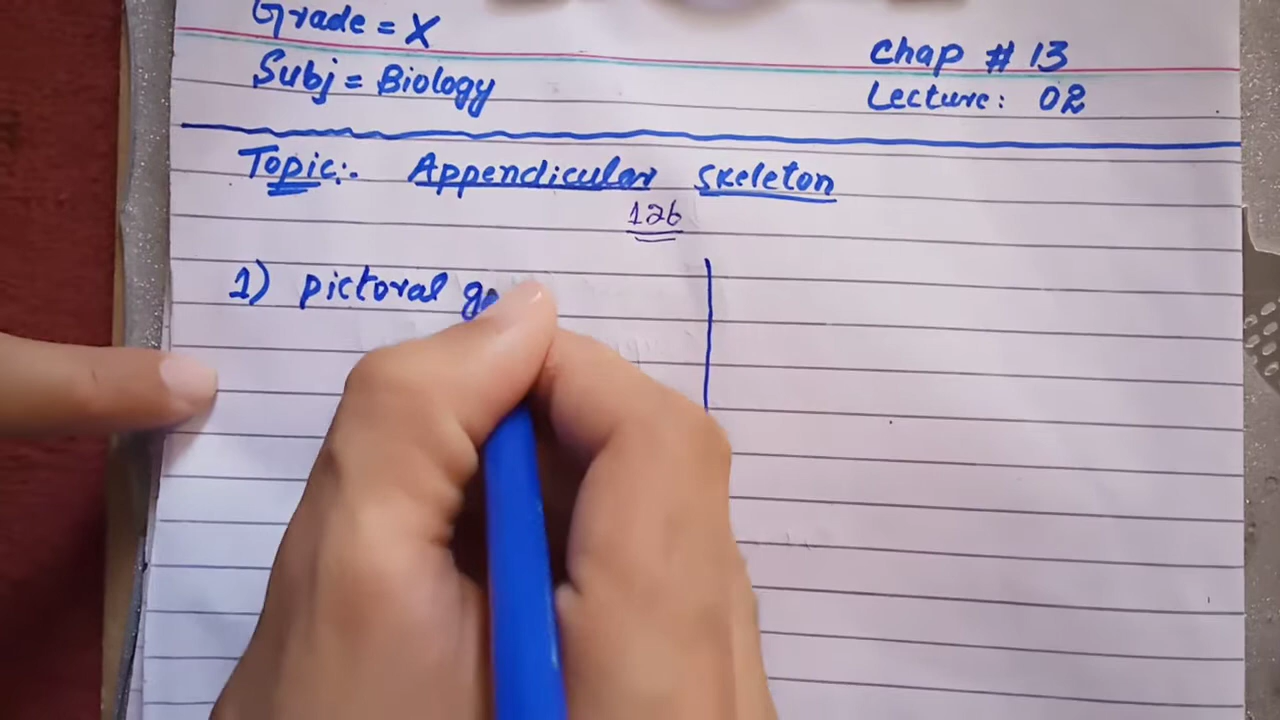 Grade = X
Chap # 13
Subj = Biology
Lecture: 02
Topic:- Appendicular skeleton
126
1) pictoral